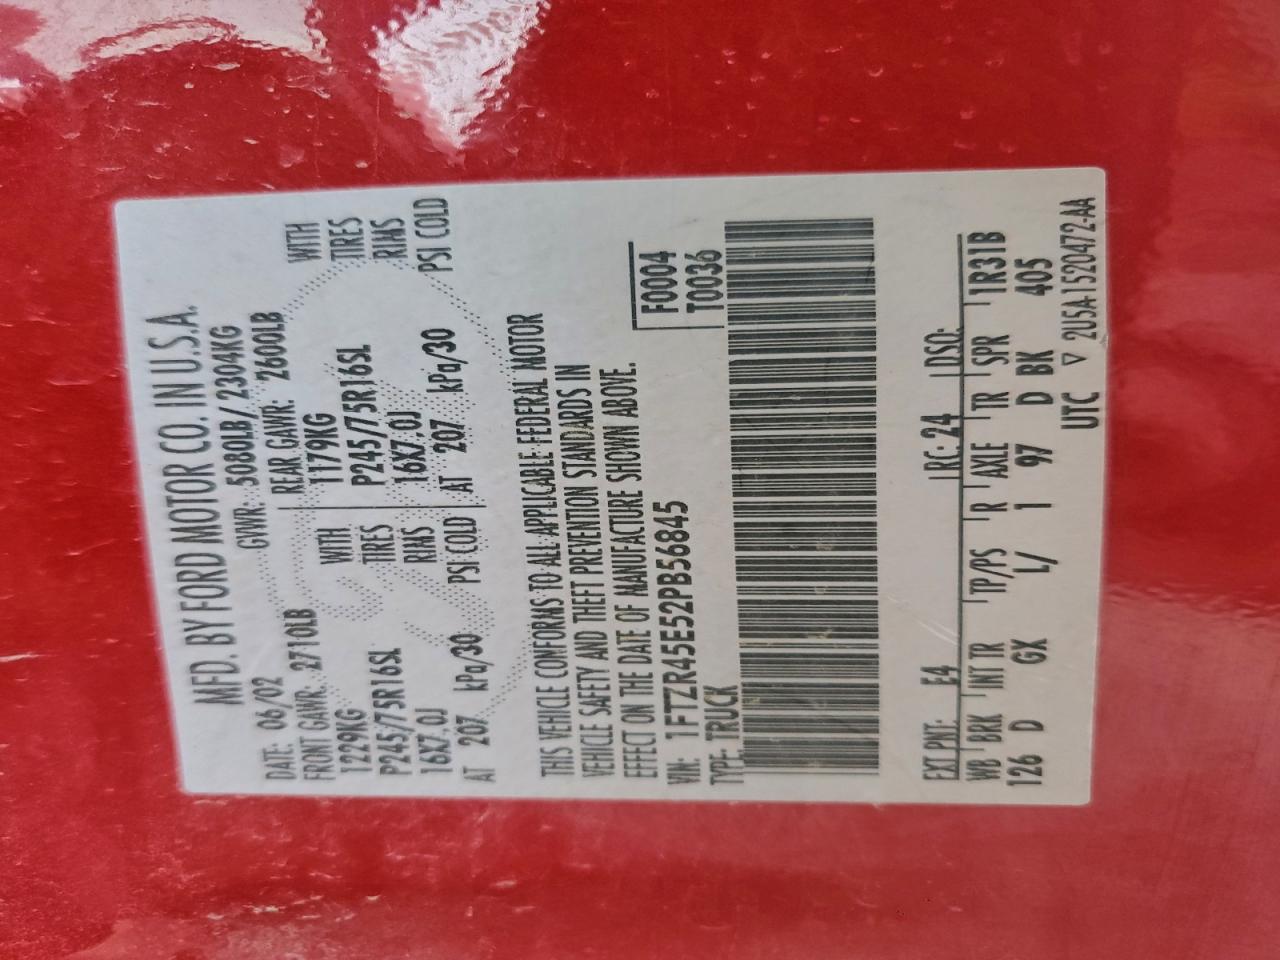 MFD. BY FORD MOTOR CO. IN U.S.A.
DATE: 06/02 GVWR: 5080LB/ 2304KG
FRONT GAWR: 2710LB REAR GAWR: 2600LB
1229KG WITH 1179KG WITH
P245/75R16SL TIRES P245/75R16SL TIRES
16X7.0J RIMS 16X7.0J RIMS
AT 207 kPa/30 PSI COLD AT 207 kPa/30 PSI COLD
THIS VEHICLE CONFORMS TO ALL APPLICABLE FEDERAL MOTOR
VEHICLE SAFETY AND THEFT PREVENTION STANDARDS IN
EFFECT ON THE DATE OF MANUFACTURE SHOWN ABOVE.
VIN: 1FTZR45E52PB56845 F0004
TYPE: TRUCK T0036
EXT PNT: E4 RC: 24 DSO:
WB BRK INT TR TP/PS R AXLE TR SPR 1R31B
126 D GX L/ 1 97 D BK 405
UTC ▽ 2U5A-1520472-AA